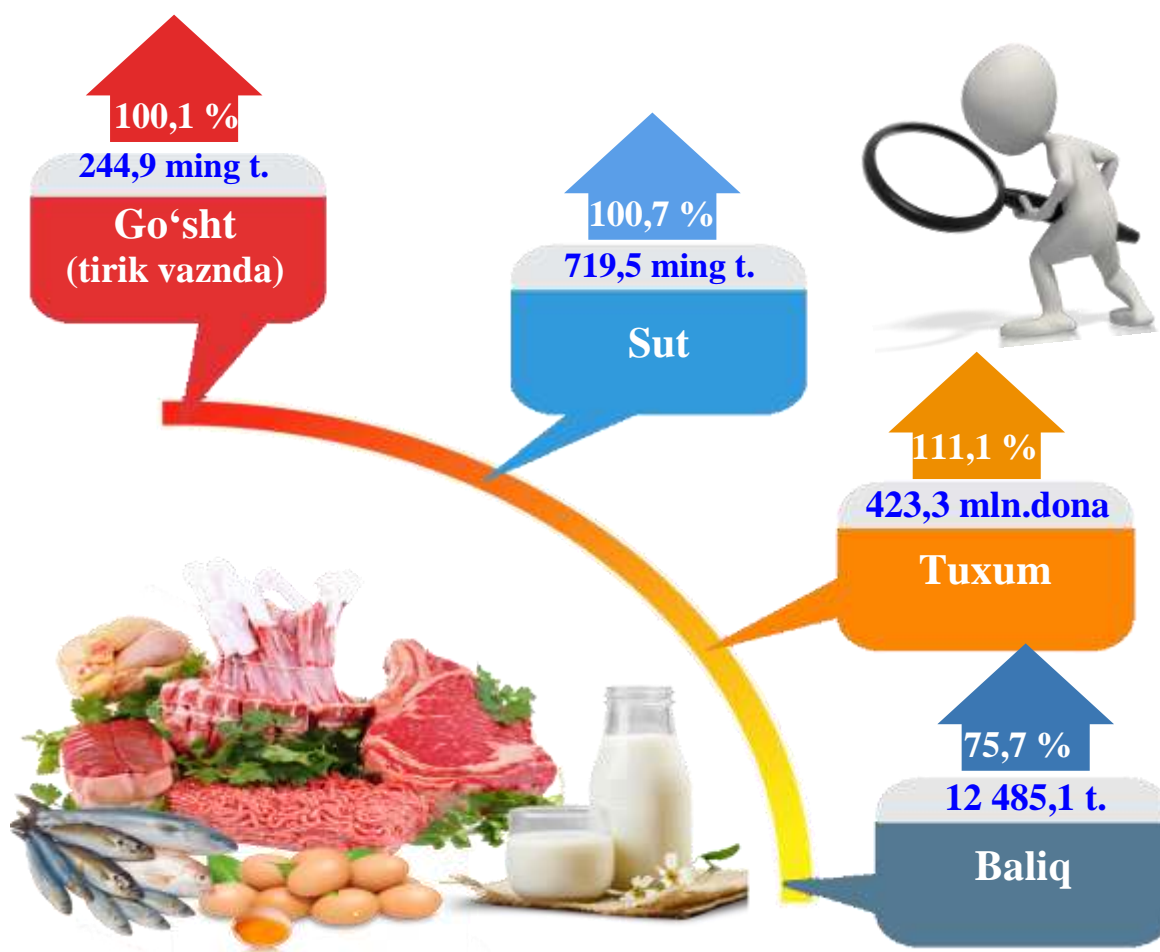 100,1 %
244,9 ming t.
Go‘sht
(tirik vaznda)
100,7 %
719,5 ming t.
Sut
111,1 %
423,3 mln.dona
Tuxum
75,7 %
12 485,1 t.
Baliq